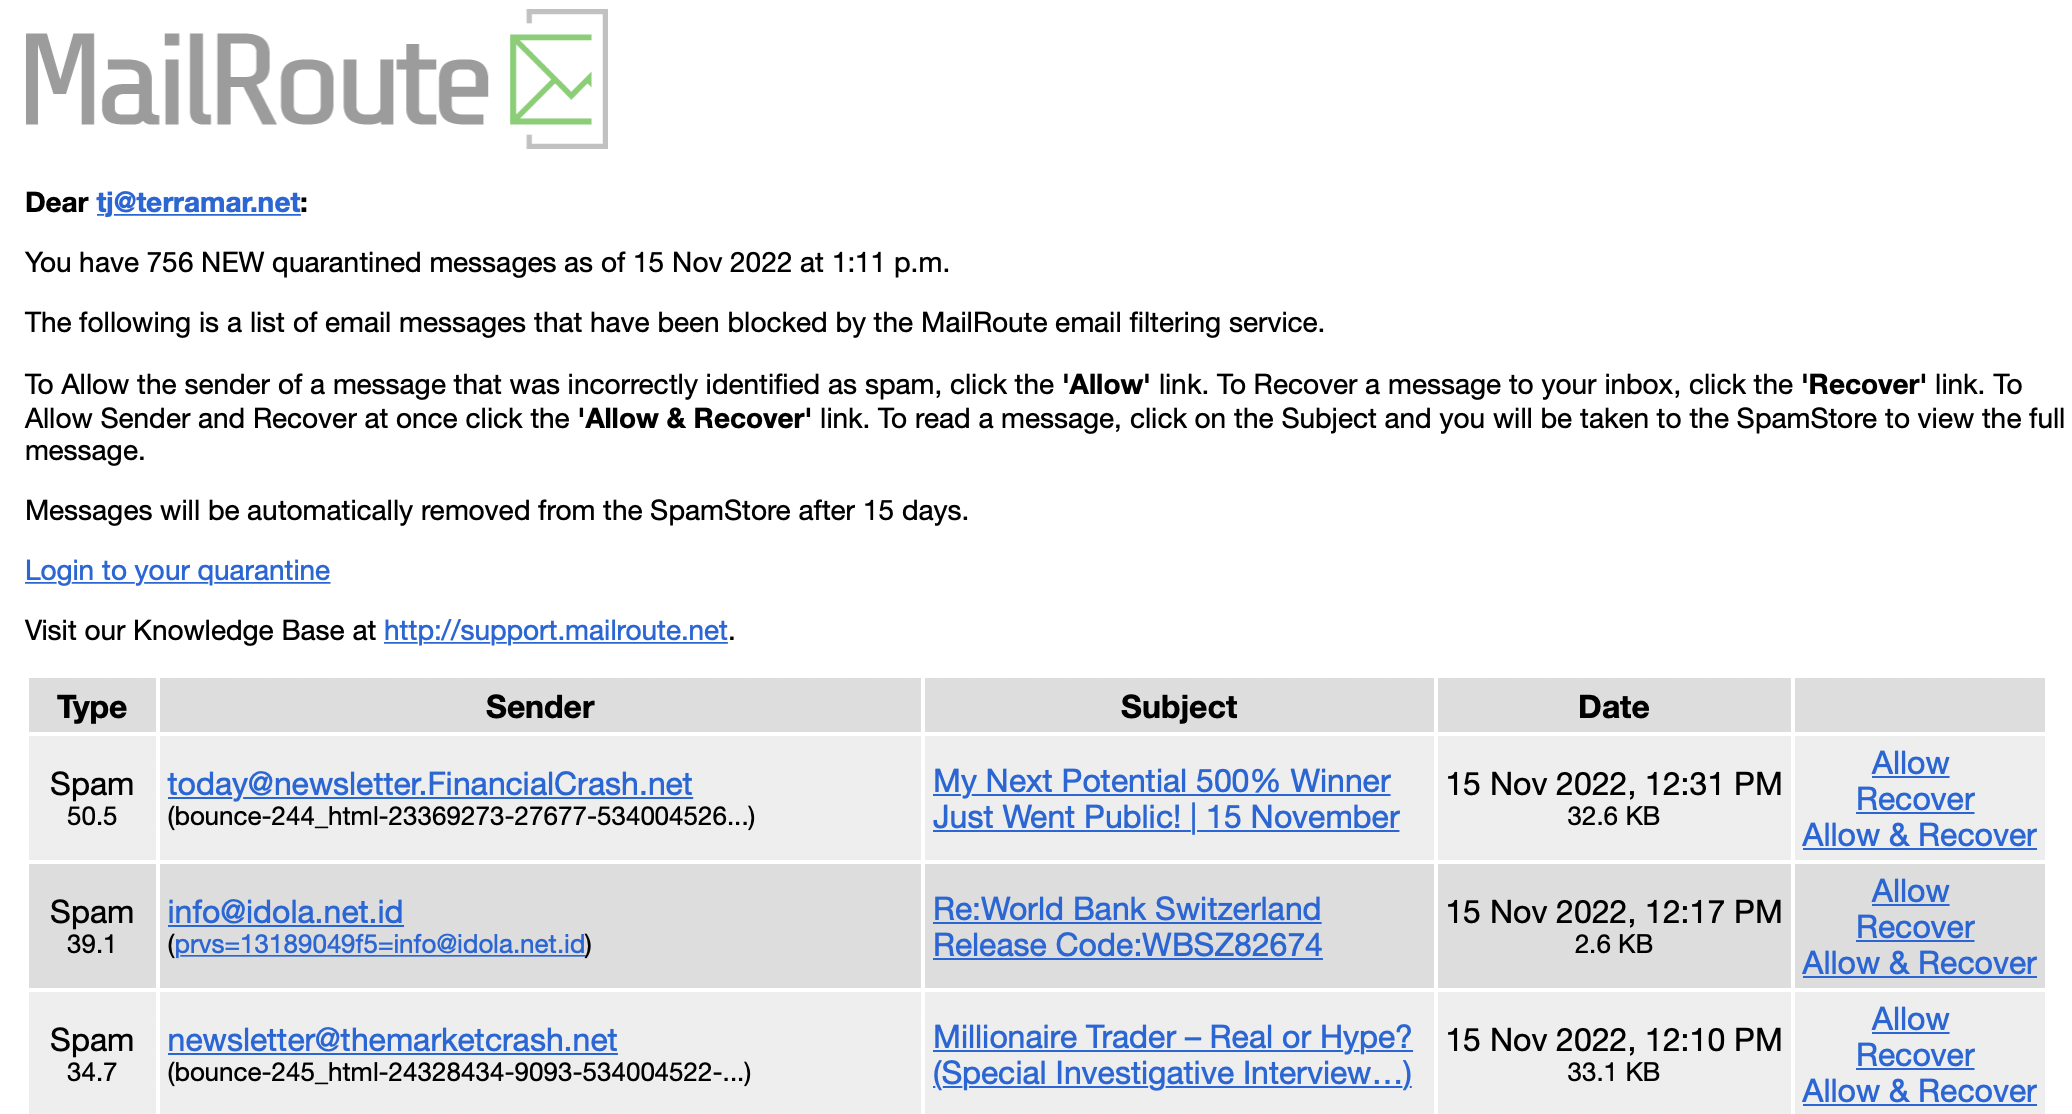 MailRoute
Dear tj@terramar.net:
You have 756 NEW quarantined messages as of 15 Nov 2022 at 1:11 p.m.
The following is a list of email messages that have been blocked by the MailRoute email filtering service.
To Allow the sender of a message that was incorrectly identified as spam, click the 'Allow' link. To Recover a message to your inbox, click the 'Recover' link. To
Allow Sender and Recover at once click the 'Allow & Recover' link. To read a message, click on the Subject and you will be taken to the SpamStore to view the full
message.
Messages will be automatically removed from the SpamStore after 15 days.
Login to your quarantine
Visit our Knowledge Base at http://support.mailroute.net.
Type Sender Subject Date
Spam
50.5
today@newsletter.FinancialCrash.net
(bounce-244_html-23369273-27677-534004526...)
My Next Potential 500% Winner
Just Went Public! | 15 November
15 Nov 2022, 12:31 PM
32.6 KB
Allow
Recover
Allow & Recover
Spam
39.1
info@idola.net.id
(prvs=13189049f5=info@idola.net.id)
Re:World Bank Switzerland
Release Code:WBSZ82674
15 Nov 2022, 12:17 PM
2.6 KB
Allow
Recover
Allow & Recover
Spam
34.7
newsletter@themarketcrash.net
(bounce-245_html-24328434-9093-534004522-...)
Millionaire Trader – Real or Hype?
(Special Investigative Interview…)
15 Nov 2022, 12:10 PM
33.1 KB
Allow
Recover
Allow & Recover